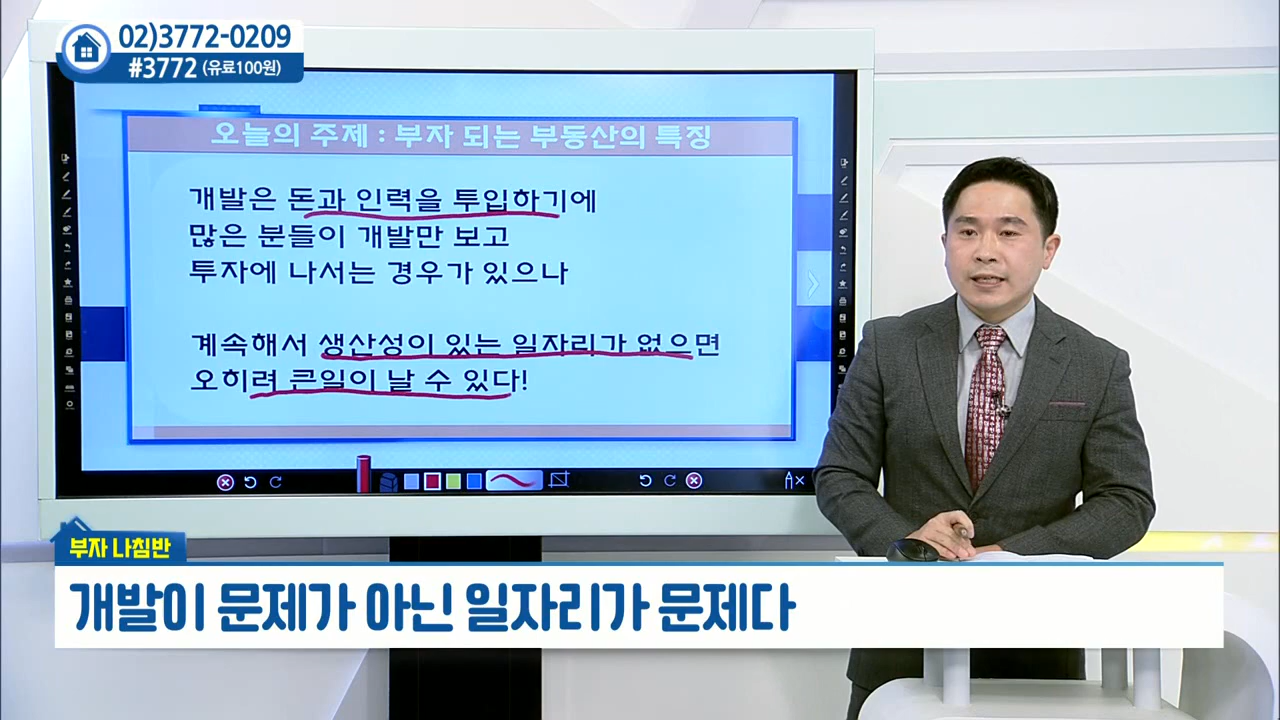 02)3772-0209
#3772 (유료100원)
오늘의 주제 : 부자 되는 부동산의 특징
개발은 돈과 인력을 투입하기에
많은 분들이 개발만 보고
투자에 나서는 경우가 있으나
계속해서 생산성이 있는 일자리가 없으면
오히려 큰일이 날 수 있다!
부자 나침반
개발이 문제가 아닌 일자리가 문제다